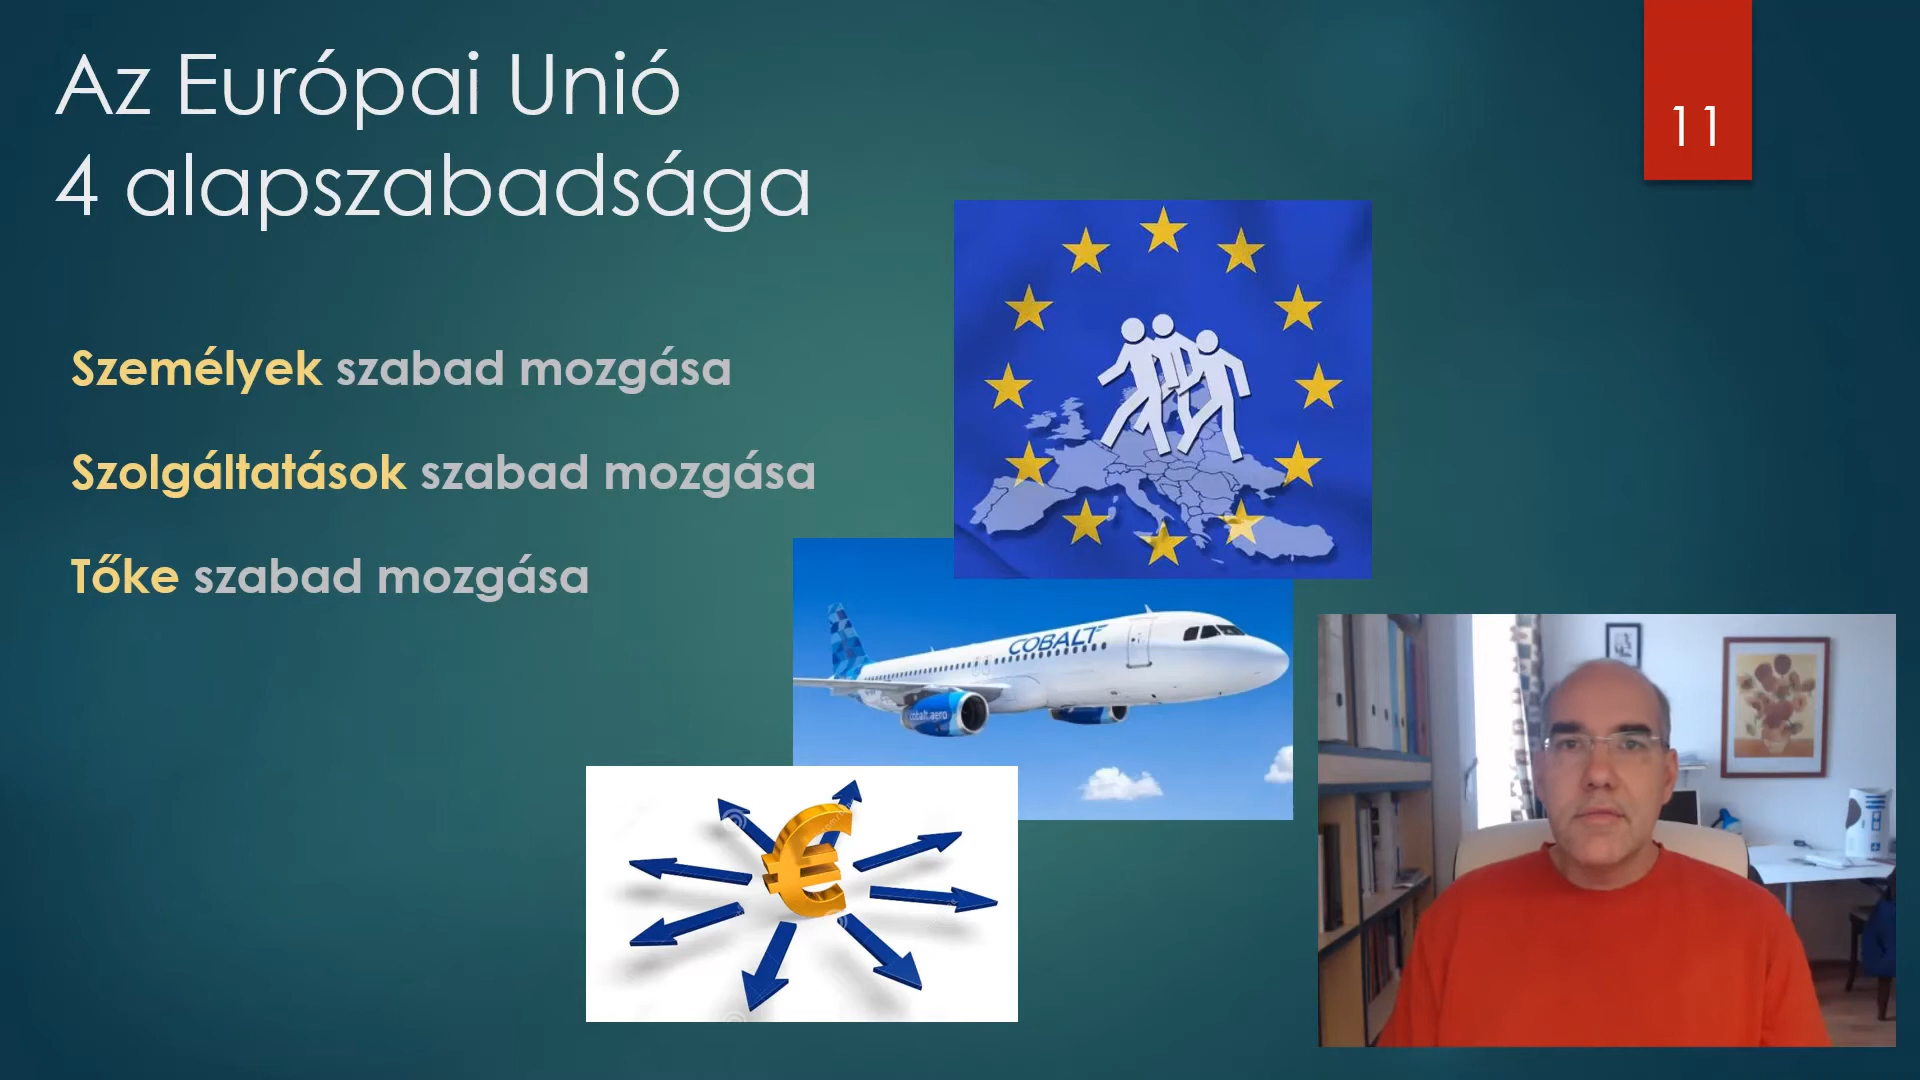 Az Európai Unió
4 alapszabadsága
11
Személyek szabad mozgása
Szolgáltatások szabad mozgása
Tőke szabad mozgása
COBALT
cobalt.aero